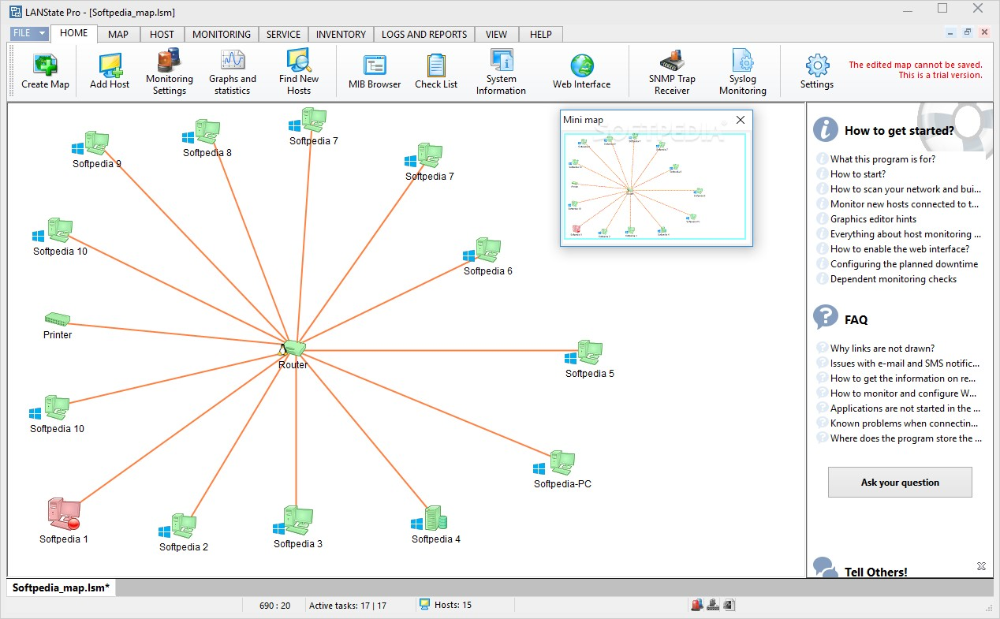 LANState Pro - [Softpedia_map.lsm]
FILE
HOME
MAP
HOST
MONITORING
SERVICE
INVENTORY
LOGS AND REPORTS
VIEW
HELP
Create Map
Add Host
Monitoring
Settings
Graphs and
statistics
Find New
Hosts
MIB Browser
Check List
System
Information
Web Interface
SNMP Trap
Receiver
Syslog
Monitoring
Settings
The edited map cannot be saved.
This is a trial version.
Softpedia 7
Softpedia 8
Softpedia 9
Softpedia 7
Softpedia 10
Softpedia 6
Printer
Router
Softpedia 5
Softpedia 10
Softpedia-PC
Softpedia 1
Softpedia 2
Softpedia 3
Softpedia 4
Mini map
SOFTPEDIA
How to get started?
What this program is for?
How to start?
How to scan your network and bui...
Monitor new hosts connected to t...
Graphics editor hints
Everything about host monitoring ...
How to enable the web interface?
Configuring the planned downtime
Dependent monitoring checks
FAQ
Why links are not drawn?
Issues with e-mail and SMS notific...
How to get the information on re...
How to monitor and configure W...
Applications are not started in the ...
Known problems when connectin...
Where does the program store the ...
Ask your question
Tell Others!
Softpedia_map.lsm*
690 : 20
Active tasks: 17 | 17
Hosts: 15